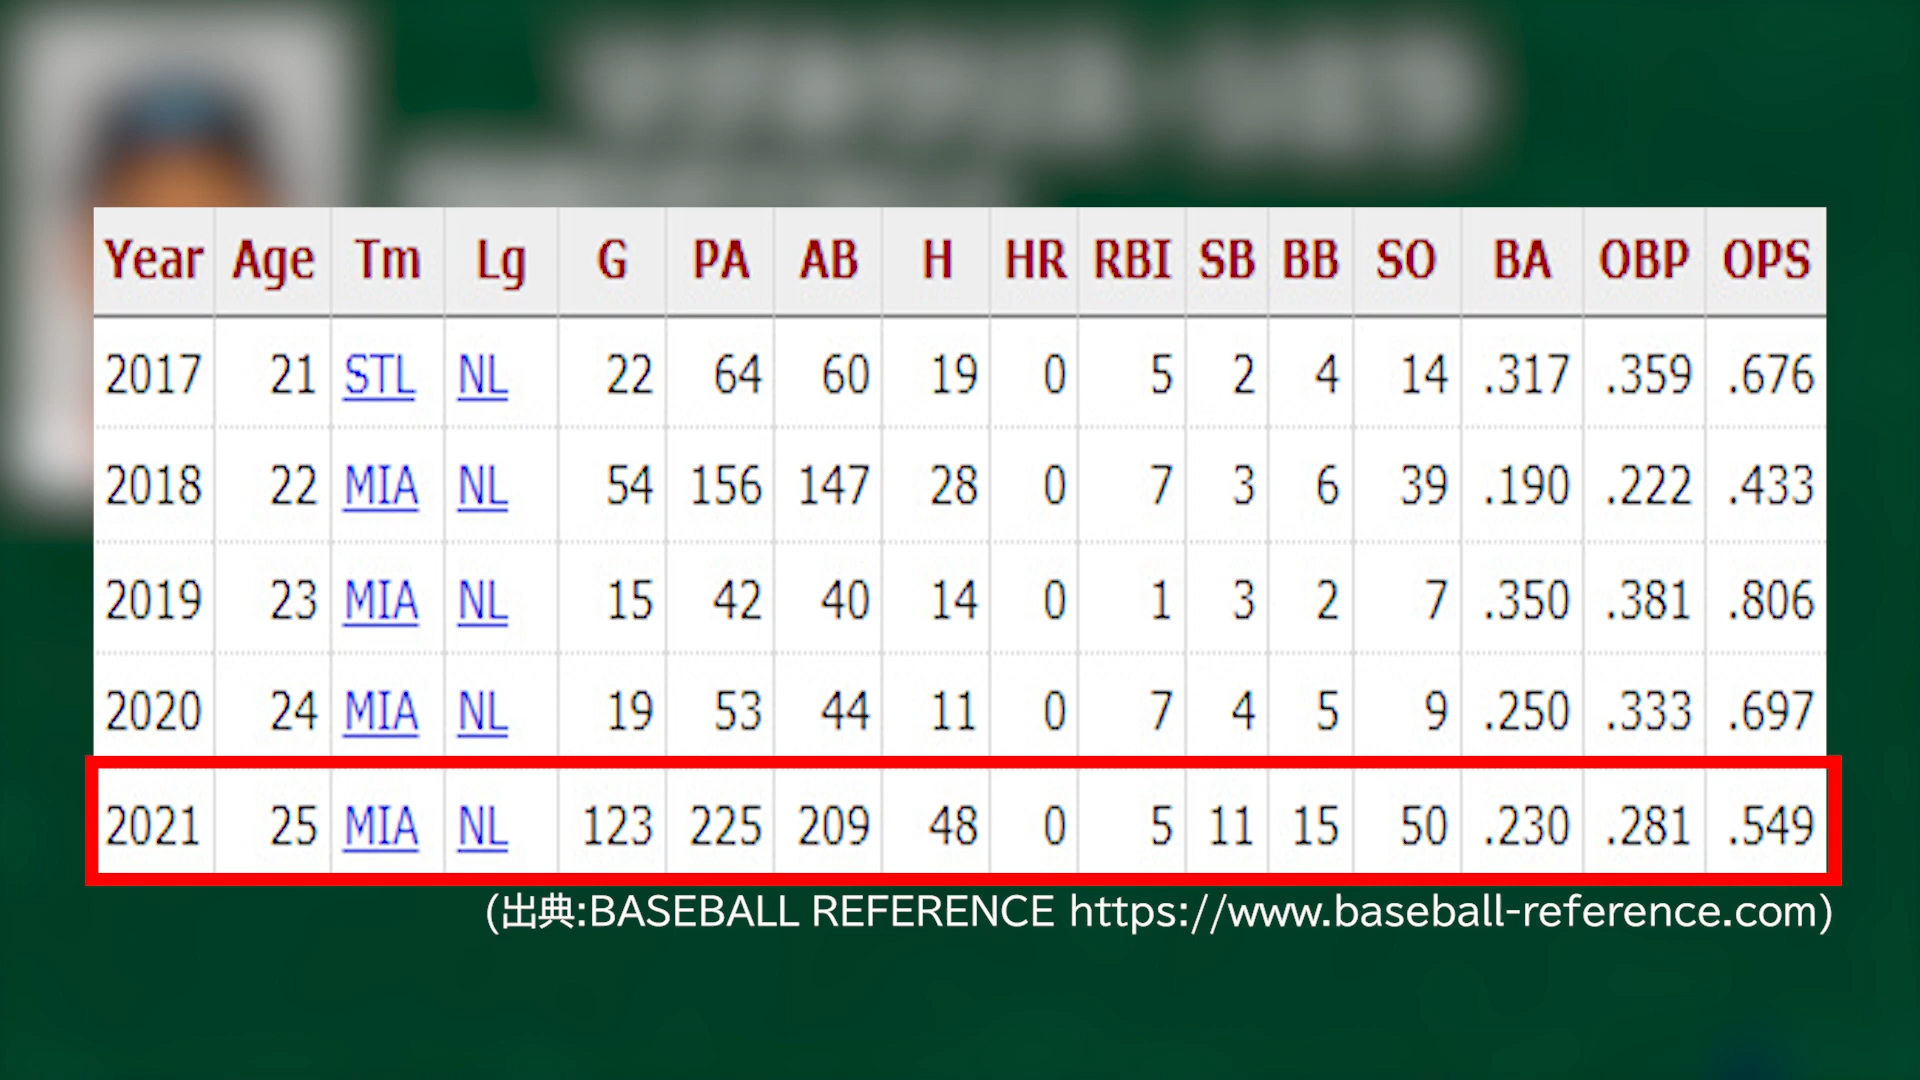 Year Age Tm Lg G PA AB H HR RBI SB BB SO BA OBP OPS
2017 21 STL NL 22 64 60 19 0 5 2 4 14 .317 .359 .676
2018 22 MIA NL 54 156 147 28 0 7 3 6 39 .190 .222 .433
2019 23 MIA NL 15 42 40 14 0 1 3 2 7 .350 .381 .806
2020 24 MIA NL 19 53 44 11 0 7 4 5 9 .250 .333 .697
2021 25 MIA NL 123 225 209 48 0 5 11 15 50 .230 .281 .549
(出典:BASEBALL REFERENCE https://www.baseball-reference.com)